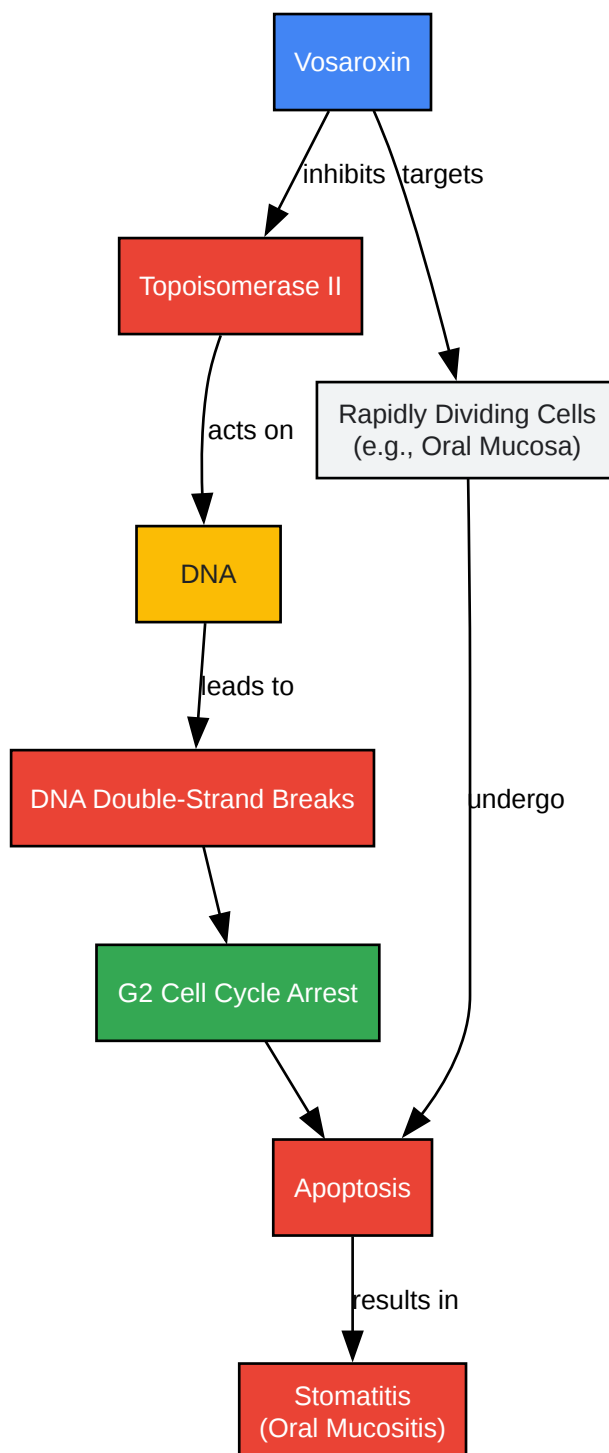 Vosaroxin
inhibits
targets
Topoisomerase II
Rapidly Dividing Cells
(e.g., Oral Mucosa)
acts on
DNA
leads to
DNA Double-Strand Breaks
undergo
G2 Cell Cycle Arrest
Apoptosis
results in
Stomatitis
(Oral Mucositis)